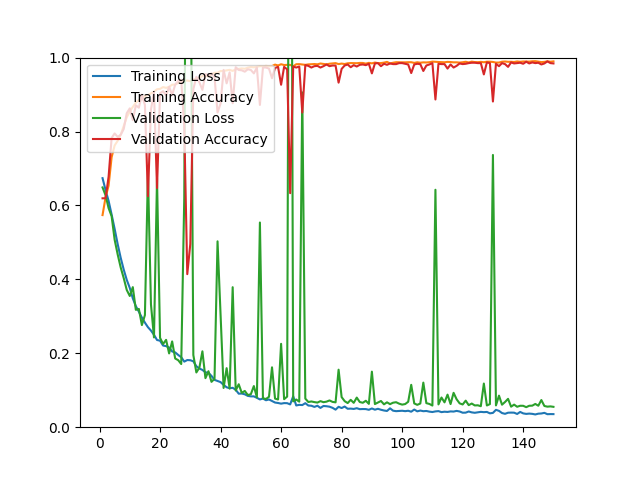 1.0
0.8
0.6
0.4
0.2
0.0
Training Loss
Training Accuracy
Validation Loss
Validation Accuracy
0 20 40 60 80 100 120 140